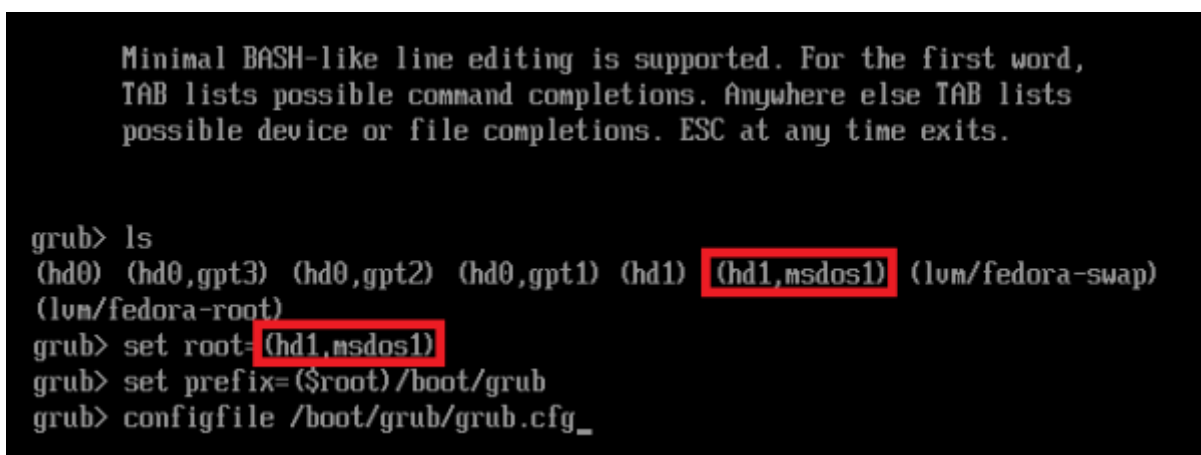 Minimal BASH-like line editing is supported. For the first word,
TAB lists possible command completions. Anywhere else TAB lists
possible device or file completions. ESC at any time exits.
grub> ls
(hd0) (hd0,gpt3) (hd0,gpt2) (hd0,gpt1) (hd1) (hd1,msdos1) (lvm/fedora-swap)
(lvm/fedora-root)
grub> set root=(hd1,msdos1)
grub> set prefix=($root)/boot/grub
grub> configfile /boot/grub/grub.cfg_